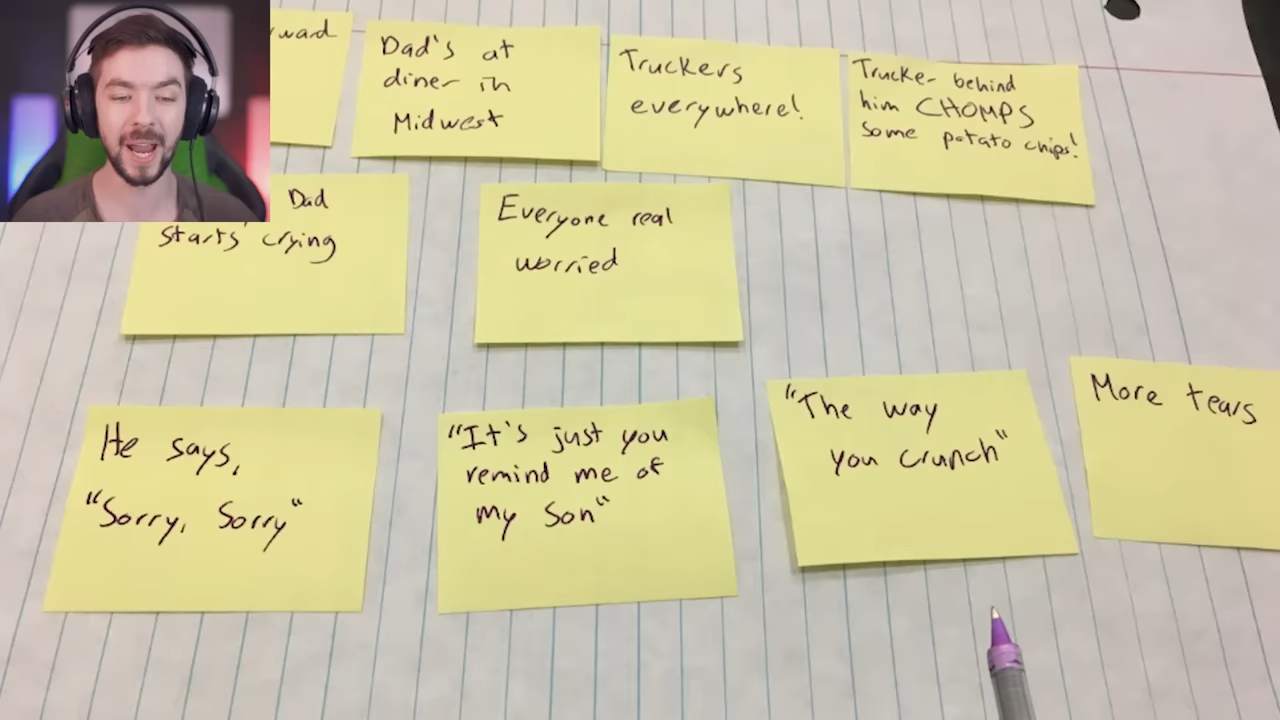 ward
Dad's at
diner in
Midwest
Truckers
everywhere!
Trucker behind
him CHOMPS
some potato chips!
Dad
starts crying
Everyone real
worried
He says,
"Sorry, Sorry"
"It's just you
remind me of
my son"
"The way
you crunch"
More tears